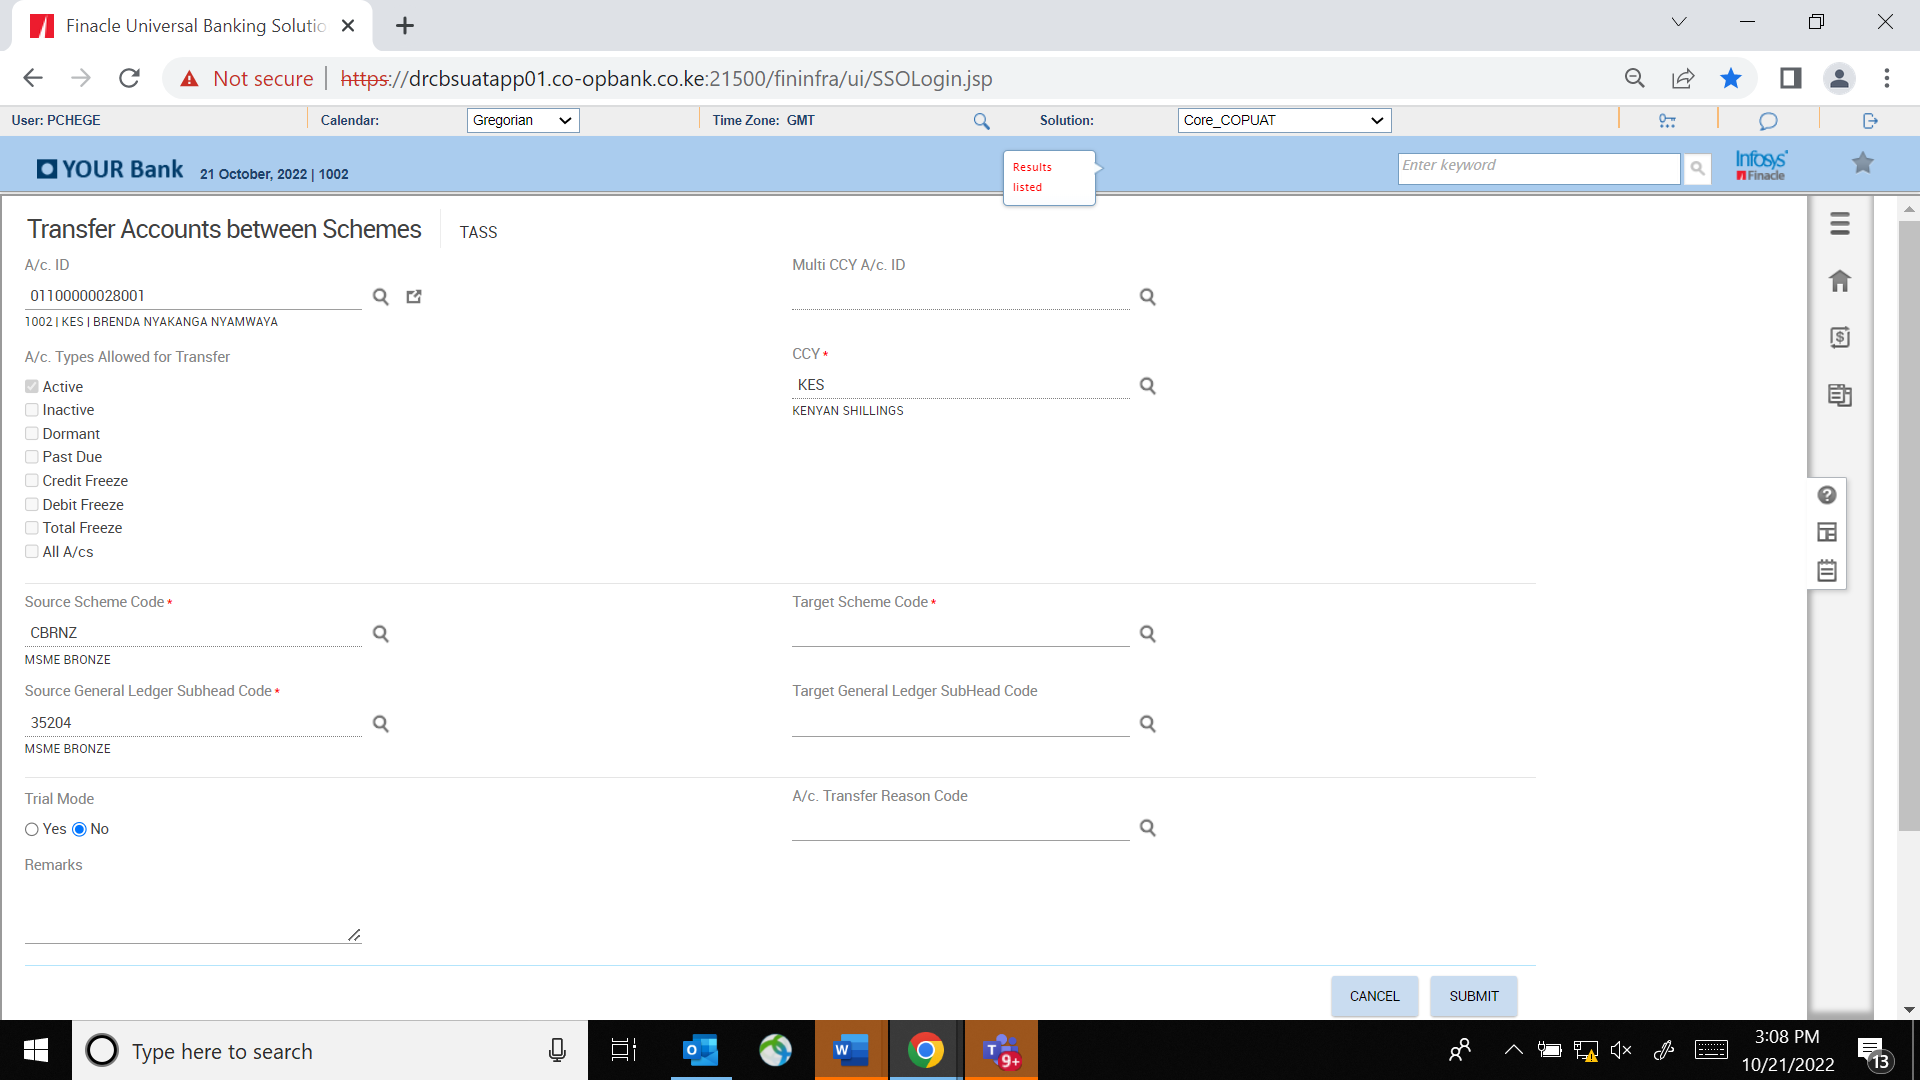 Finacle Universal Banking Solutio
Not secure
https://drcbsuatapp01.co-opbank.co.ke:21500/fininfra/ui/SSOLogin.jsp
User: PCHEGE
Calendar:
Gregorian
Time Zone: GMT
Solution:
Core_COPUAT
YOUR Bank
21 October, 2022 | 1002
Results
listed
Enter keyword
Infosys
Finacle
Transfer Accounts between Schemes
TASS
A/c. ID
Multi CCY A/c. ID
01100000028001
1002 | KES | BRENDA NYAKANGA NYAMWAYA
A/c. Types Allowed for Transfer
CCY *
Active
KES
Inactive
KENYAN SHILLINGS
Dormant
Past Due
Credit Freeze
Debit Freeze
Total Freeze
All A/cs
Source Scheme Code *
Target Scheme Code *
CBRNZ
MSME BRONZE
Source General Ledger Subhead Code *
Target General Ledger SubHead Code
35204
MSME BRONZE
Trial Mode
A/c. Transfer Reason Code
Yes No
Remarks
CANCEL
SUBMIT
Type here to search
9+
3:08 PM
10/21/2022
13